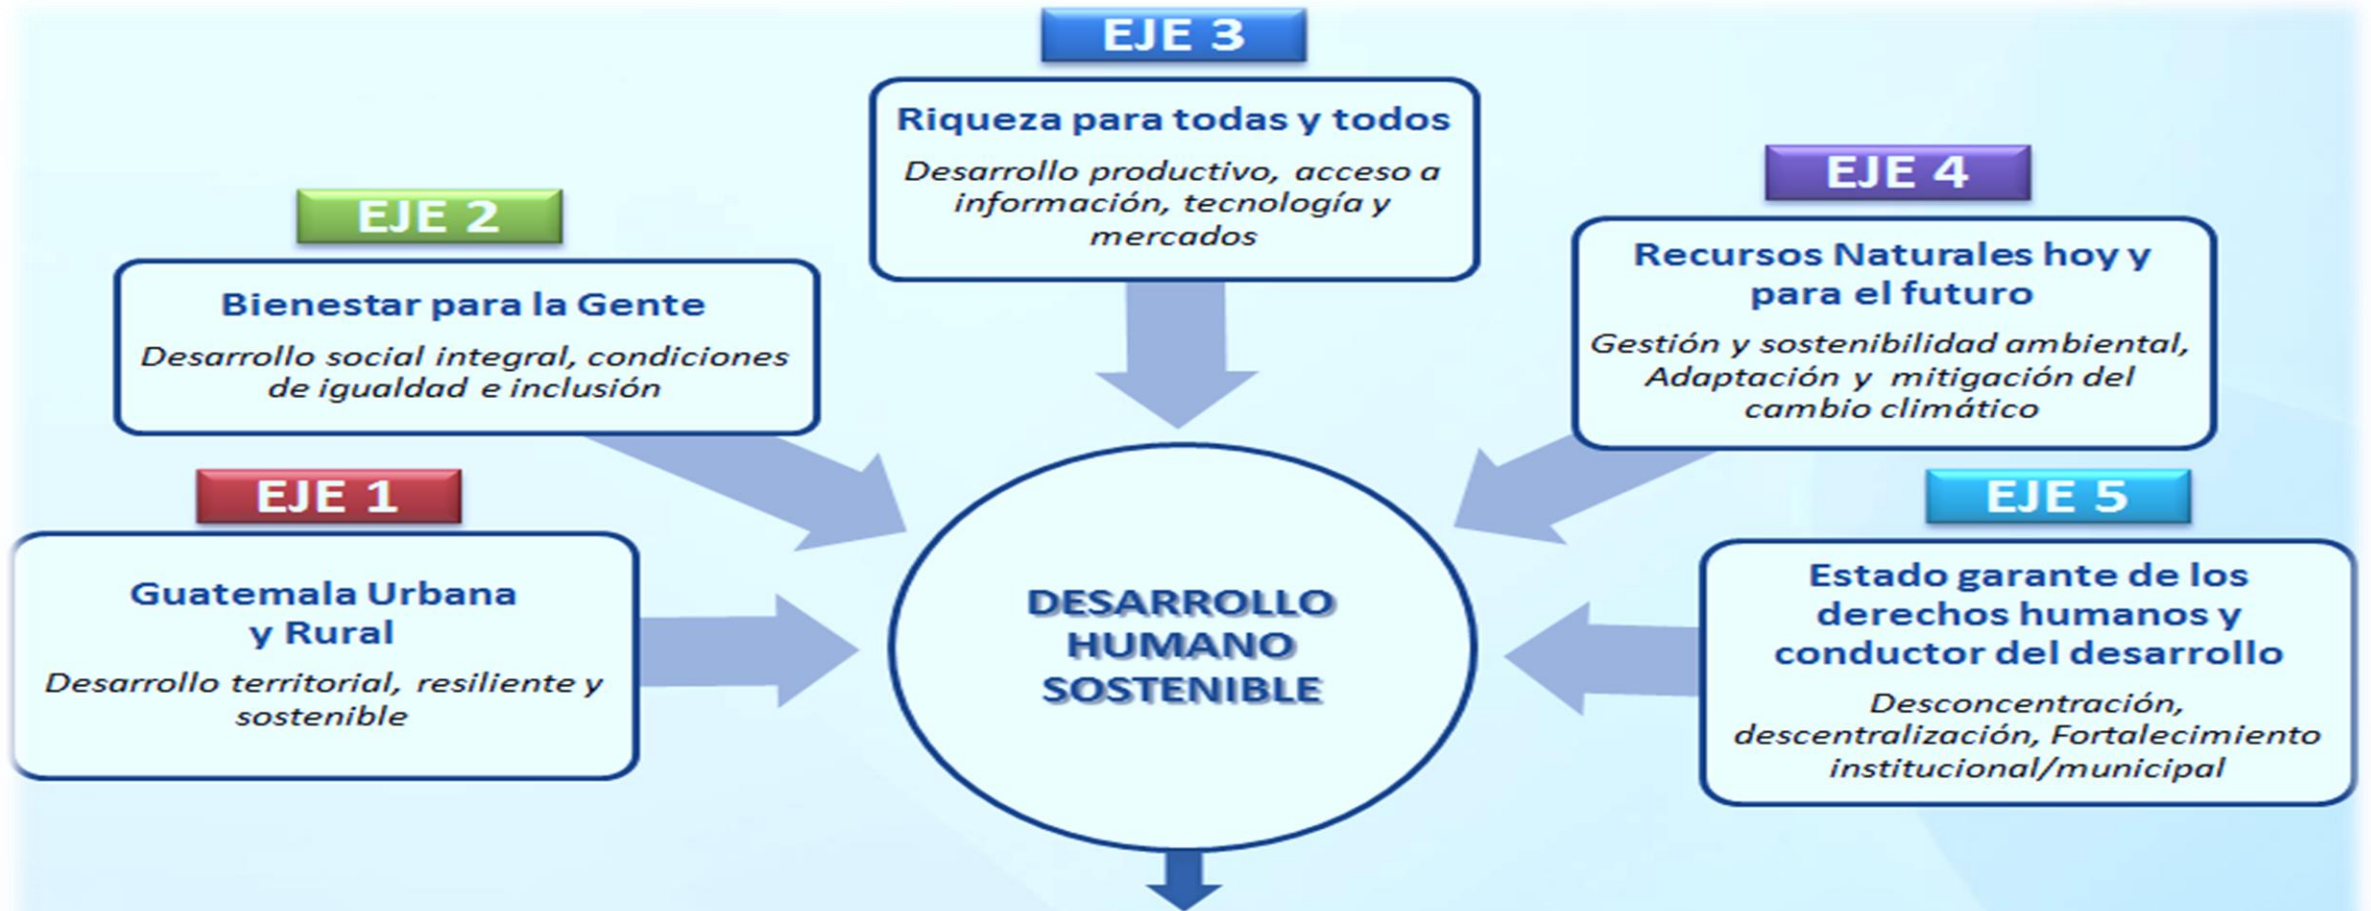 EJE 1
Guatemala Urbana
y Rural
Desarrollo territorial, resiliente y
sostenible
EJE 2
Bienestar para la Gente
Desarrollo social integral, condiciones
de igualdad e inclusión
EJE 3
Riqueza para todas y todos
Desarrollo productivo, acceso a
información, tecnología y
mercados
EJE 4
Recursos Naturales hoy y
para el futuro
Gestión y sostenibilidad ambiental,
Adaptación y mitigación del
cambio climático
EJE 5
Estado garante de los
derechos humanos y
conductor del desarrollo
Desconcentración,
descentralización, Fortalecimiento
institucional/municipal
DESARROLLO
HUMANO
SOSTENIBLE